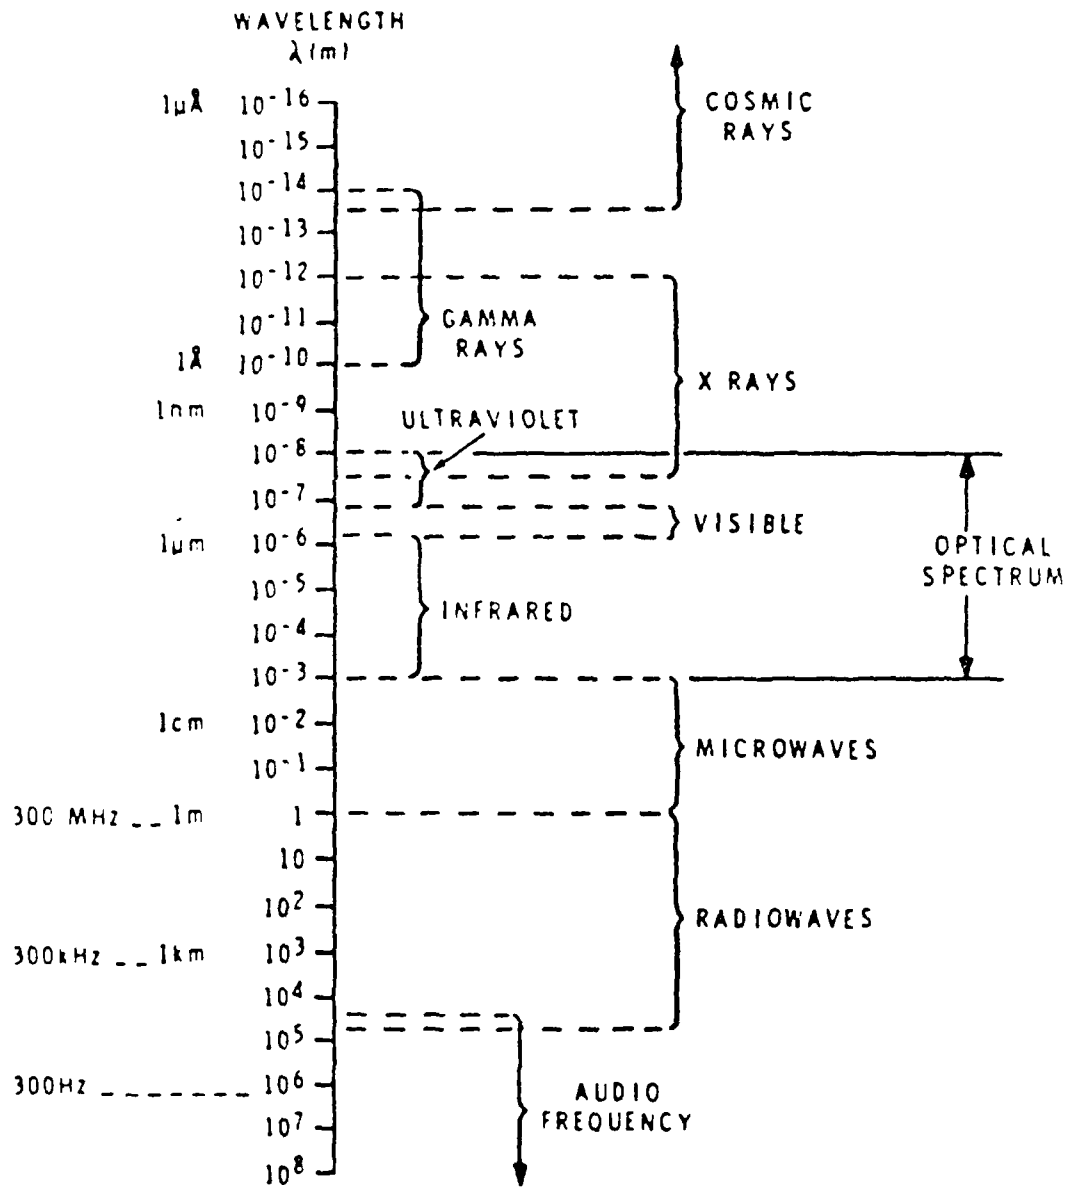 WAVELENGTH
λ(m)
1µÅ 10-16
COSMIC
RAYS
10-15
10-14
10-13
10-12
10-11
GAMMA
RAYS
1Å 10-10
X RAYS
1nm 10-9
ULTRAVIOLET
10-8
10-7
VISIBLE
1µm 10-6
OPTICAL
SPECTRUM
10-5
INFRARED
10-4
10-3
1cm 10-2
MICROWAVES
10-1
300 MHz -- 1m 1
10
102
RADIOWAVES
300kHz -- 1km 103
104
105
300Hz ------- 106
AUDIO
FREQUENCY
107
108